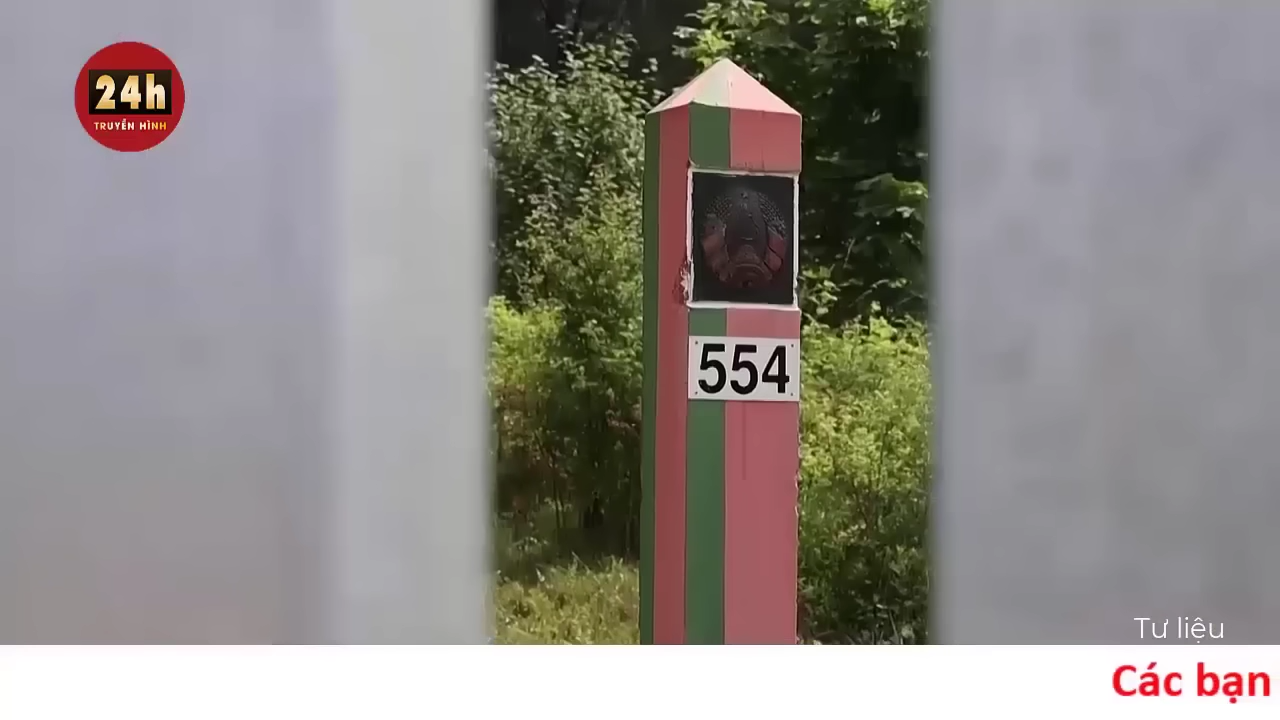 24h
TRUYỀN HÌNH
554
Tư liệu
Các bạn